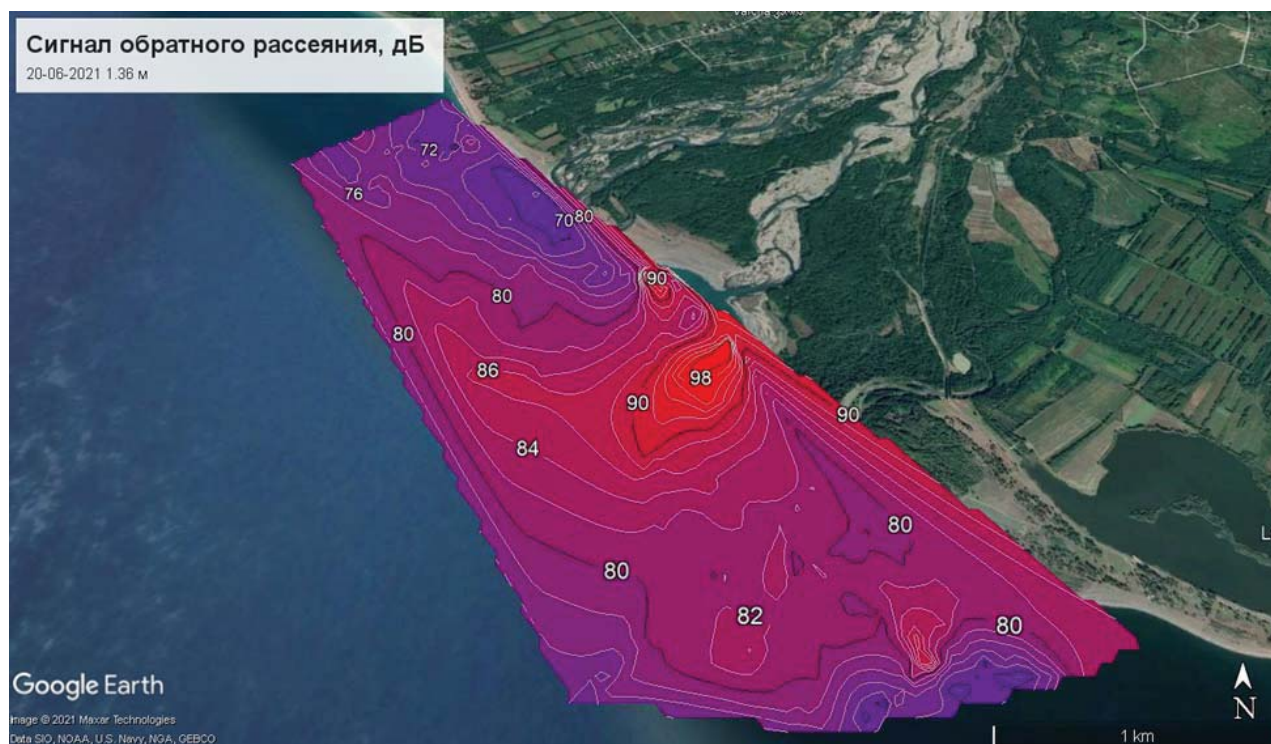 Сигнал обратного рассеяния, дБ
20-06-2021 1.36 м
72
76
70
80
90
80
80
86
98
90
90
84
80
80
82
80
Google Earth
Image © 2021 Maxar Technologies
Data SIO, NOAA, U.S. Navy, NGA, GEBCO
N
1 km